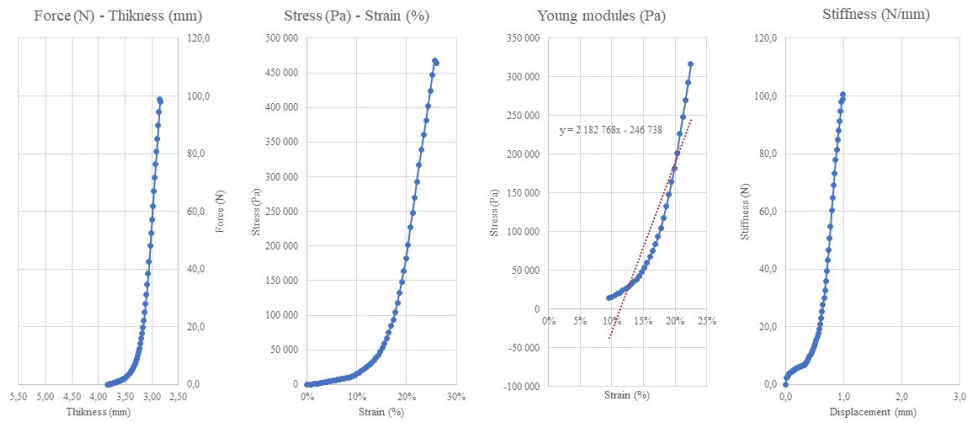 Force (N) - Thikness (mm)
120,0
100,0
80,0
60,0
40,0
20,0
0,0
Force (N)
5,50 5,00 4,50 4,00 3,50 3,00 2,50
Thikness (mm)
Stress (Pa) - Strain (%)
500 000
450 000
400 000
350 000
300 000
250 000
200 000
150 000
100 000
50 000
0
Stress (Pa)
0% 10% 20% 30%
Strain (%)
Young modules (Pa)
350 000
300 000
250 000
200 000
150 000
100 000
50 000
0
-50 000
-100 000
Stress (Pa)
y = 2 182 768x - 246 738
0% 5% 10% 15% 20% 25%
Strain (%)
Stiffness (N/mm)
120,0
100,0
80,0
60,0
40,0
20,0
0,0
Stiffness (N)
0,0 1,0 2,0 3,0
Displacement (mm)